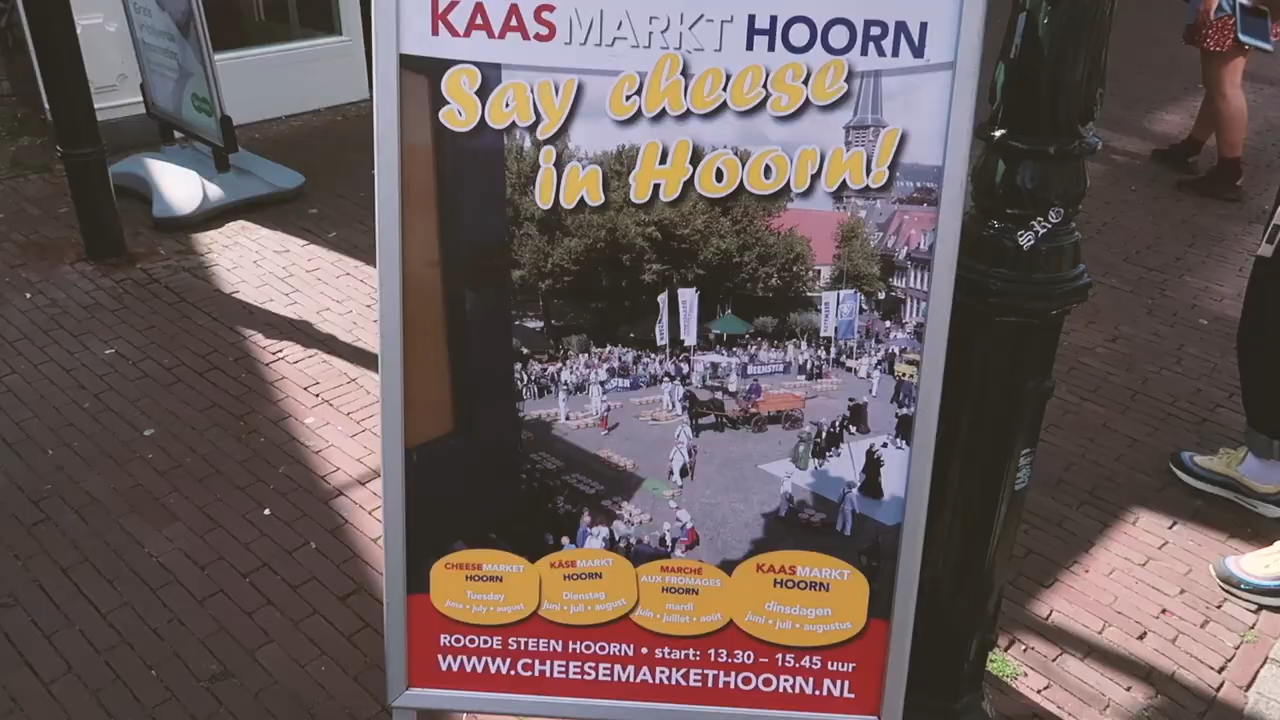 KAASMARKT HOORN
Say cheese
in Hoorn!
BEEMSTER
CHEESEMARKET
HOORN
Tuesday
june • july • august
KÄSEMARKT
HOORN
Dienstag
juni • juli • august
MARCHÉ
AUX FROMAGES
HOORN
mardi
juin • juillet • août
KAASMARKT
HOORN
dinsdagen
juni • juli • augustus
ROODE STEEN HOORN • start: 13.30 – 15.45 uur
WWW.CHEESEMARKETHOORN.NL
SRO